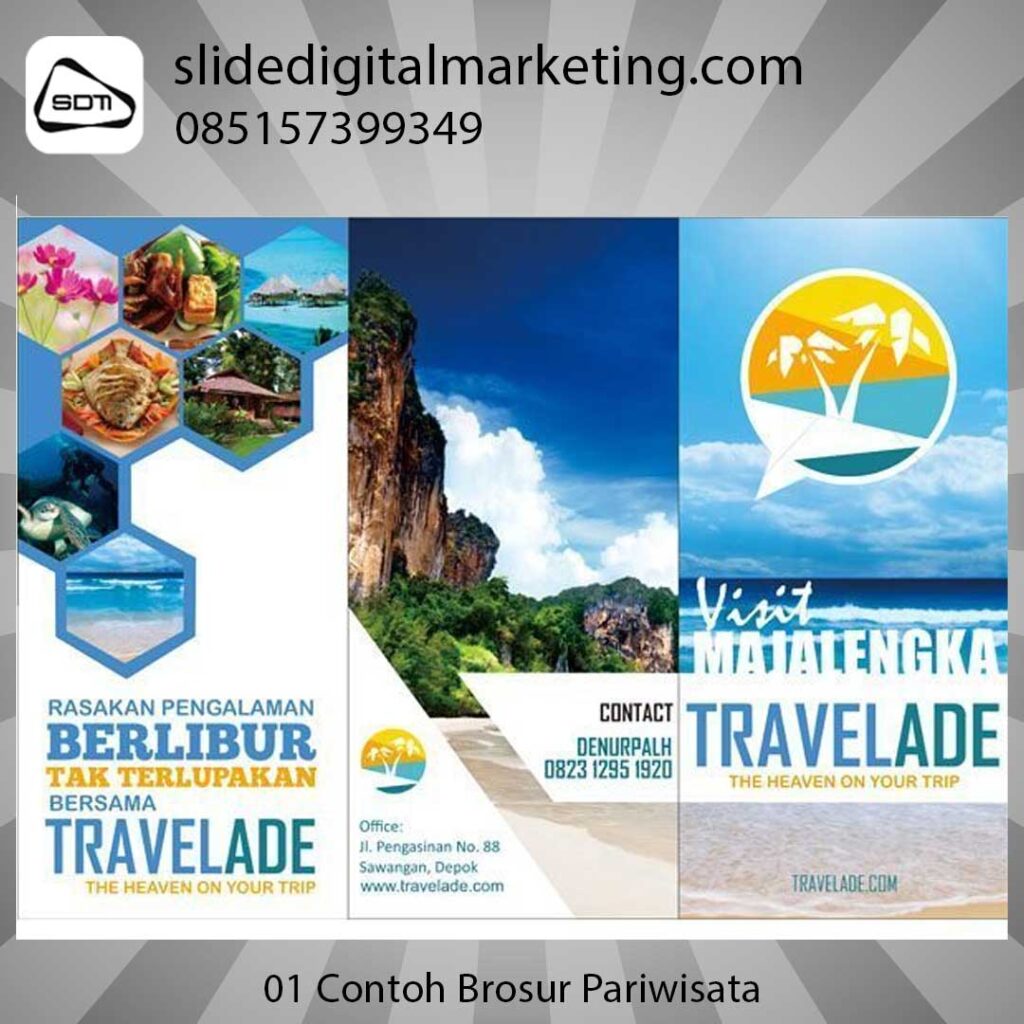 SDM
slidedigitalmarketing.com
085157399349
RASAKAN PENGALAMAN
BERLIBUR
TAK TERLUPAKAN
BERSAMA
TRAVELADE
THE HEAVEN ON YOUR TRIP
CONTACT
DENURPALH
0823 1295 1920
Office:
Jl. Pengasinan No. 88
Sawangan, Depok
www.travelade.com
Visit
MAJALENGKA
TRAVELADE
THE HEAVEN ON YOUR TRIP
TRAVELADE.COM
01 Contoh Brosur Pariwisata